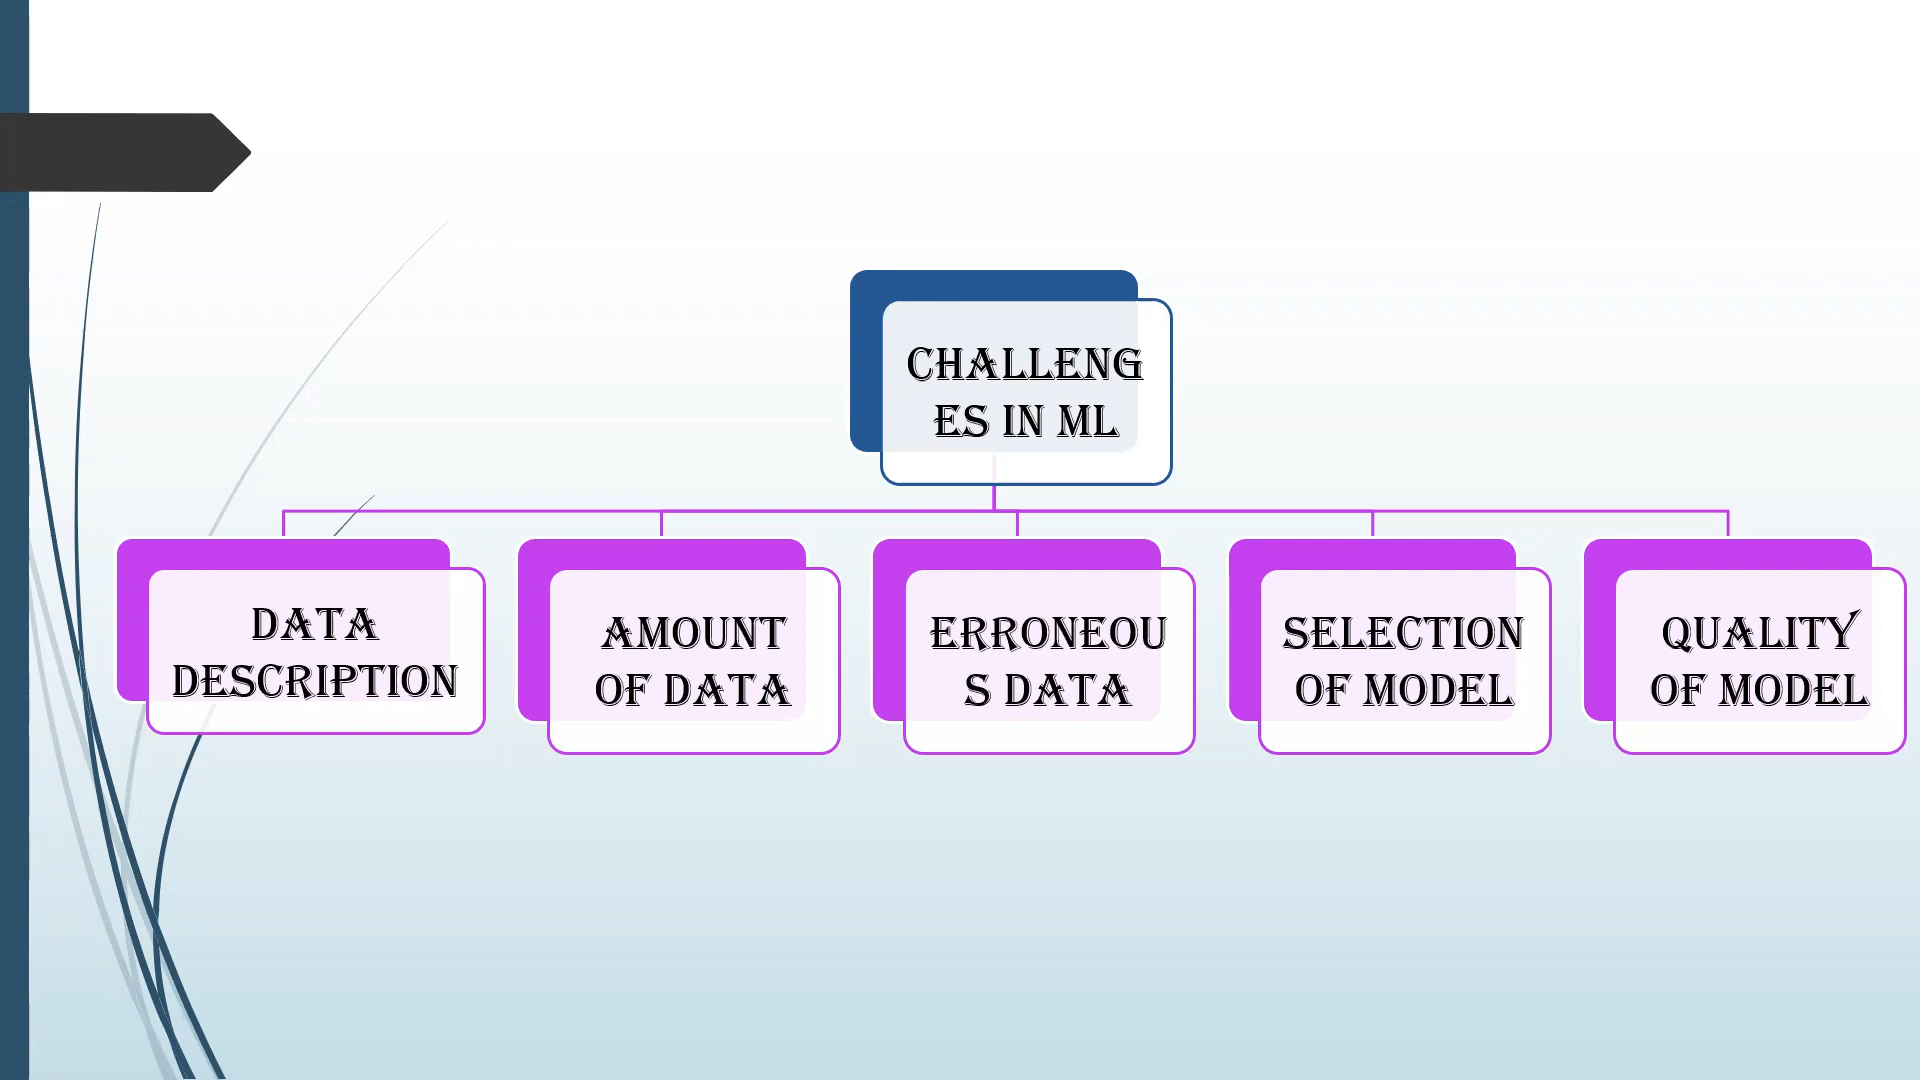 CHALLENG
ES IN ML
DATA
DESCRIPTION
AMOUNT
OF DATA
ERRONEOU
S DATA
SELECTION
OF MODEL
QUALITY
OF MODEL